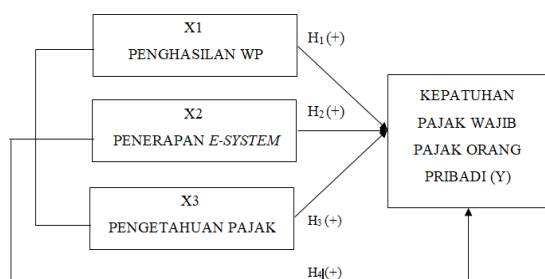 X1
PENGHASILAN WP
H1 (+)
X2
PENERAPAN E-SYSTEM
H2 (+)
X3
PENGETAHUAN PAJAK
H3 (+)
H4 (+)
KEPATUHAN
PAJAK WAJIB
PAJAK ORANG
PRIBADI (Y)